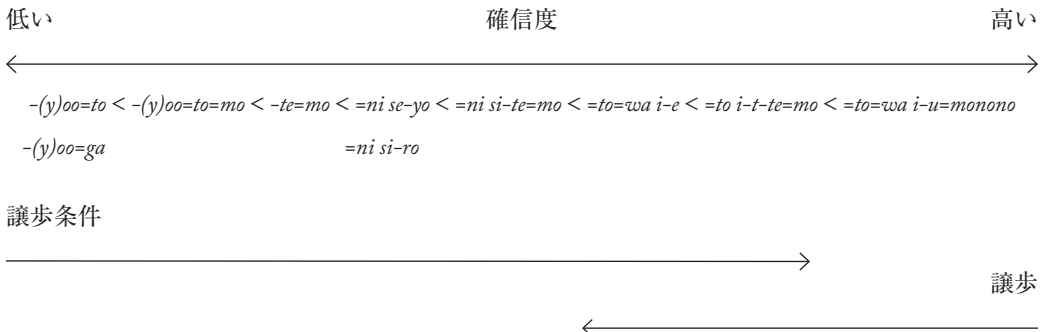 低い 確信度 高い
-(y)oo=to < -(y)oo=to=mo < -te=mo < =ni se-yo < =ni si-te=mo < =to=wa i-e < =to i-t-te=mo < =to=wa i-u=monono
-(y)oo=ga =ni si-ro
譲歩条件
譲歩